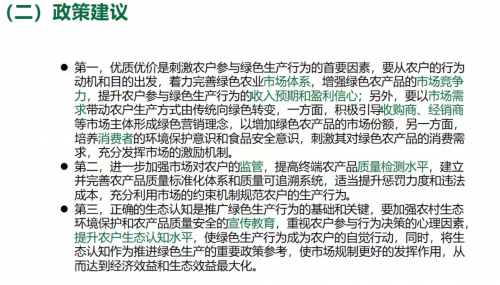 （二）政策建议
● 第一，优质优价是刺激农户参与绿色生产行为的首要因素，要从农户的行为
动机和目的出发，着力完善绿色农业市场体系，增强绿色农产品的市场竞争
力，提升农户参与绿色生产行为的收入预期和盈利信心；另外，要以市场需
求带动农户生产方式由传统向绿色转变，一方面，积极引导收购商、经销商
等市场主体形成绿色营销理念，以增加绿色农产品的市场份额，另一方面，
培养消费者的环境保护意识和食品安全意识，刺激其对绿色农产品的消费需
求，充分发挥市场的激励机制。
● 第二，进一步加强市场对农户的监管，提高终端农产品质量检测水平，建立
并完善农产品质量标准化体系和质量可追溯系统，适当提升惩罚力度和违法
成本，充分利用市场的约束机制规范农户的生产行为。
● 第三，正确的生态认知是推广绿色生产行为的基础和关键，要加强农村生态
环境保护和农产品质量安全的宣传教育，重视农户参与行为决策的心理因素，
提升农户生态认知水平，使绿色生产行为成为农户的自觉行动，同时，将生
态认知作为推进绿色生产的重要政策参考，使市场规制更好的发挥作用，从
而达到经济效益和生态效益最大化。